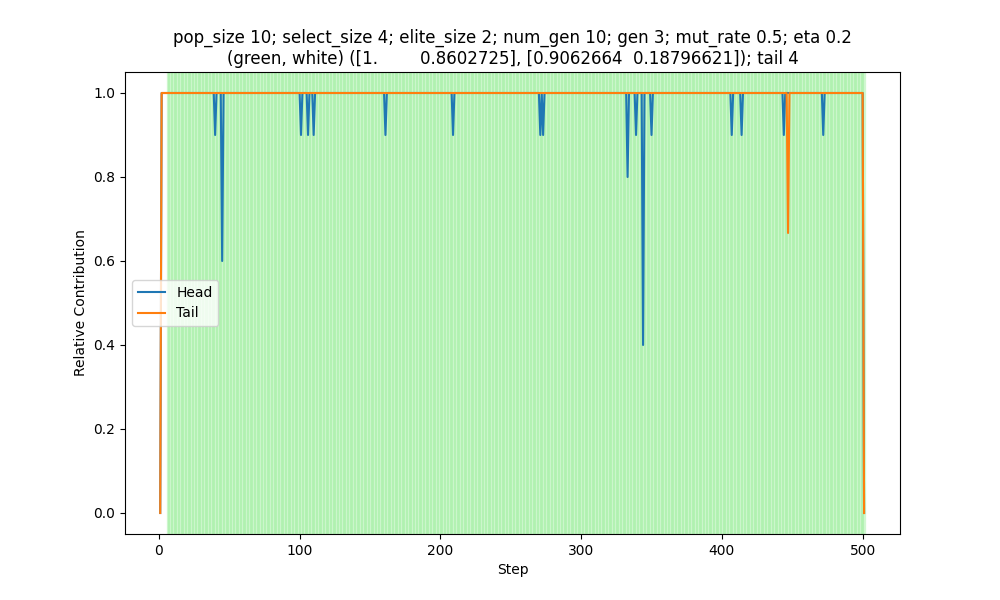 pop_size 10; select_size 4; elite_size 2; num_gen 10; gen 3; mut_rate 0.5; eta 0.2
(green, white) ([1.        0.8602725], [0.9062664  0.18796621]); tail 4
1.0
0.8
0.6
0.4
0.2
0.0
Relative Contribution
Head
Tail
0
100
200
300
400
500
Step